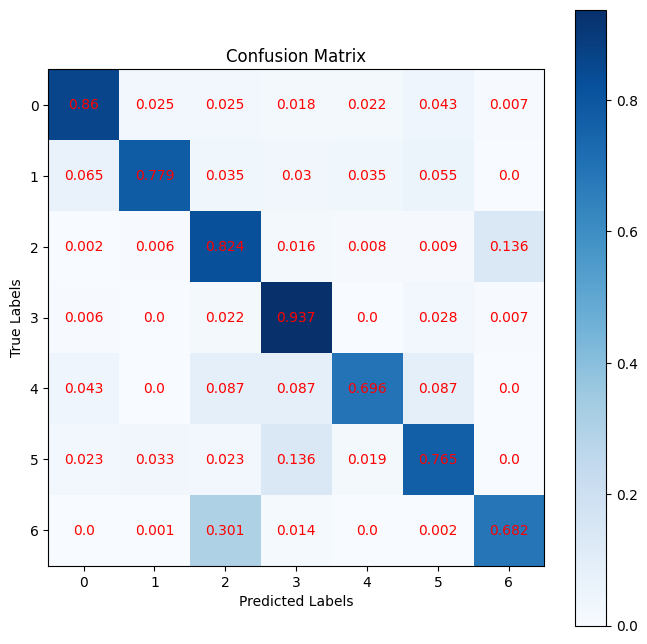 Confusion Matrix
0.8
0.6
0.4
0.2
0.0
True Labels
0 0.86 0.025 0.025 0.018 0.022 0.043 0.007
1 0.065 0.779 0.035 0.03 0.035 0.055 0.0
2 0.002 0.006 0.824 0.016 0.008 0.009 0.136
3 0.006 0.0 0.022 0.937 0.0 0.028 0.007
4 0.043 0.0 0.087 0.087 0.696 0.087 0.0
5 0.023 0.033 0.023 0.136 0.019 0.765 0.0
6 0.0 0.001 0.301 0.014 0.0 0.002 0.682
0 1 2 3 4 5 6
Predicted Labels